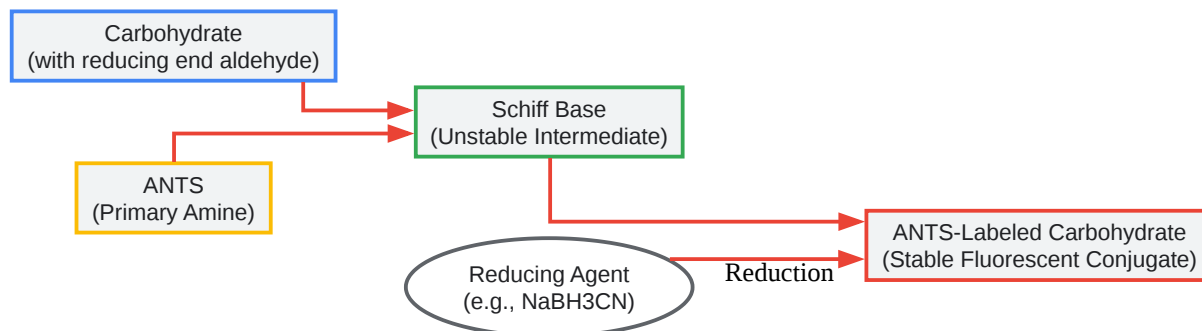 Carbohydrate
(with reducing end aldehyde)
Schiff Base
(Unstable Intermediate)
ANTS
(Primary Amine)
ANTS-Labeled Carbohydrate
(Stable Fluorescent Conjugate)
Reducing Agent
(e.g., NaBH3CN)
Reduction